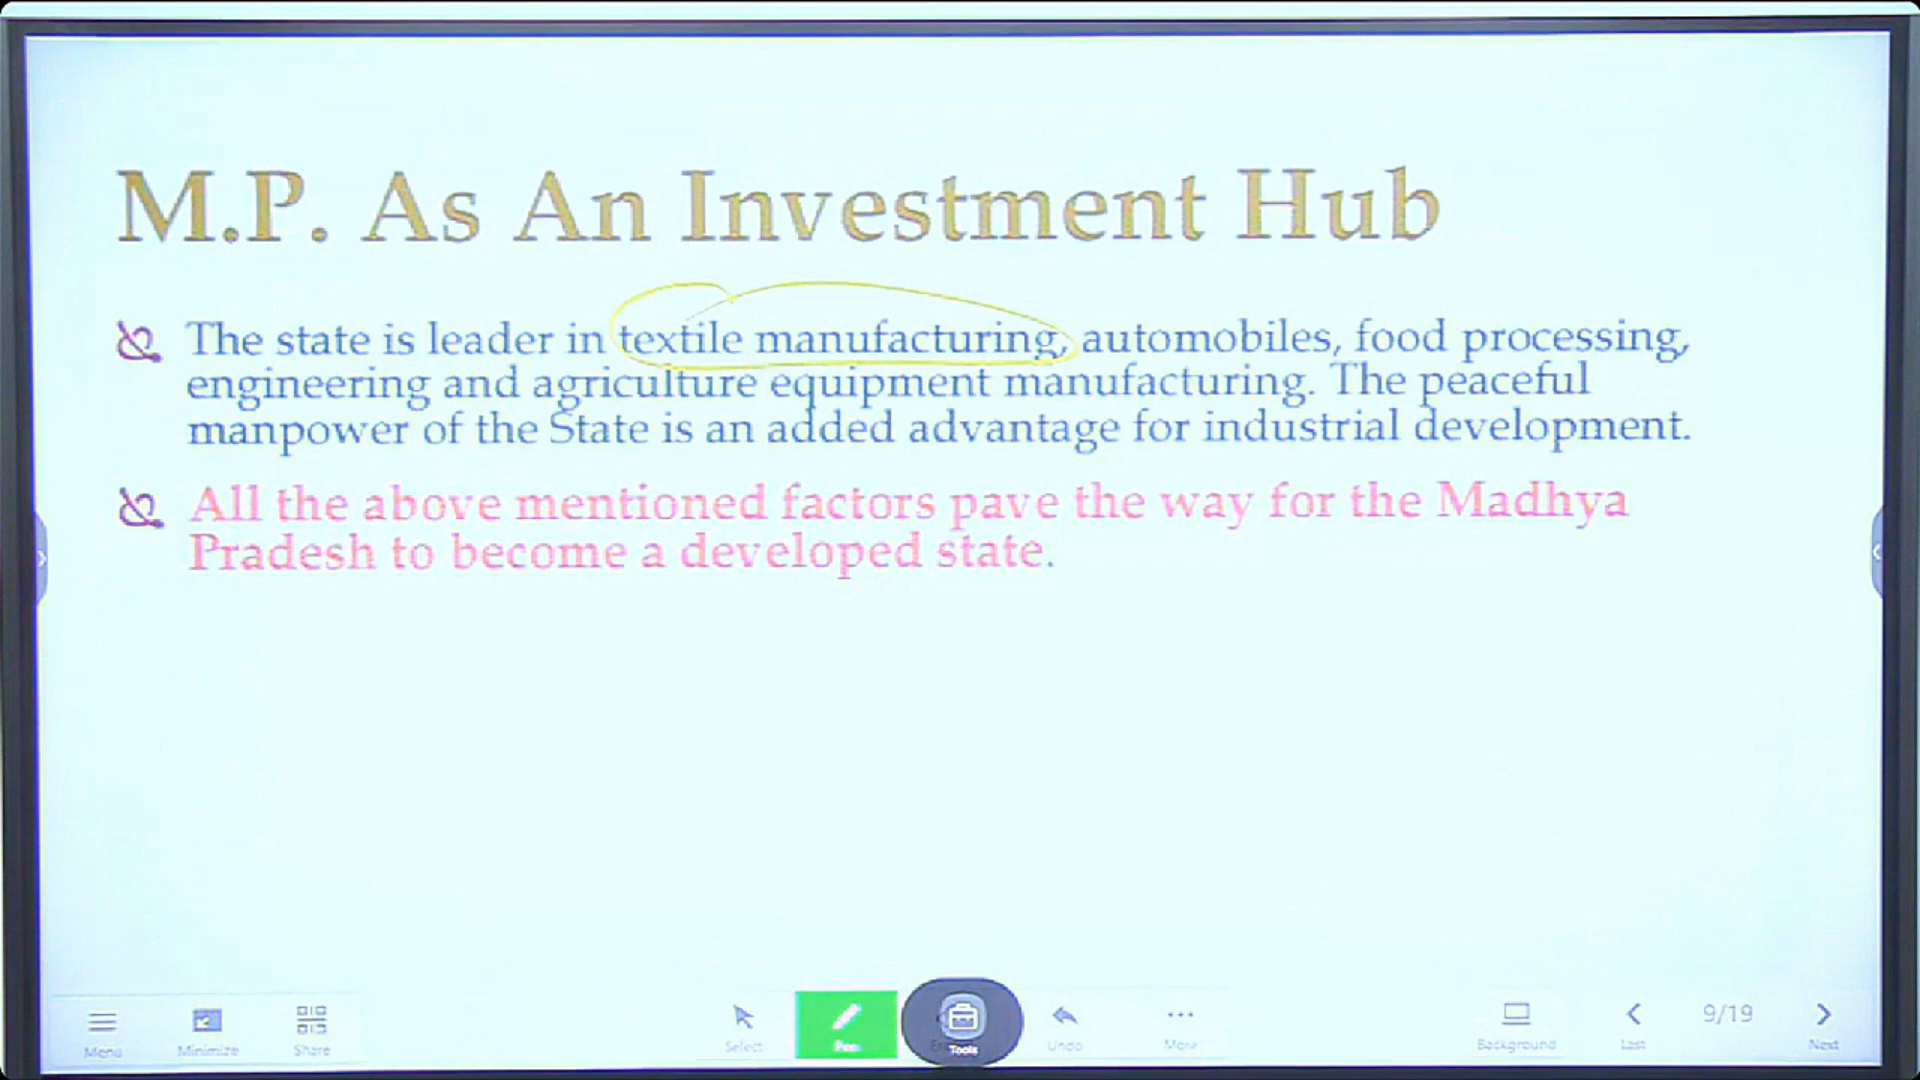 M.P. As An Investment Hub
The state is leader in textile manufacturing, automobiles, food processing,
engineering and agriculture equipment manufacturing. The peaceful
manpower of the State is an added advantage for industrial development.
All the above mentioned factors pave the way for the Madhya
Pradesh to become a developed state.
Menu
Minimize
Share
Select
Pen
Tools
Undo
More
Background
Last
9/19
Next